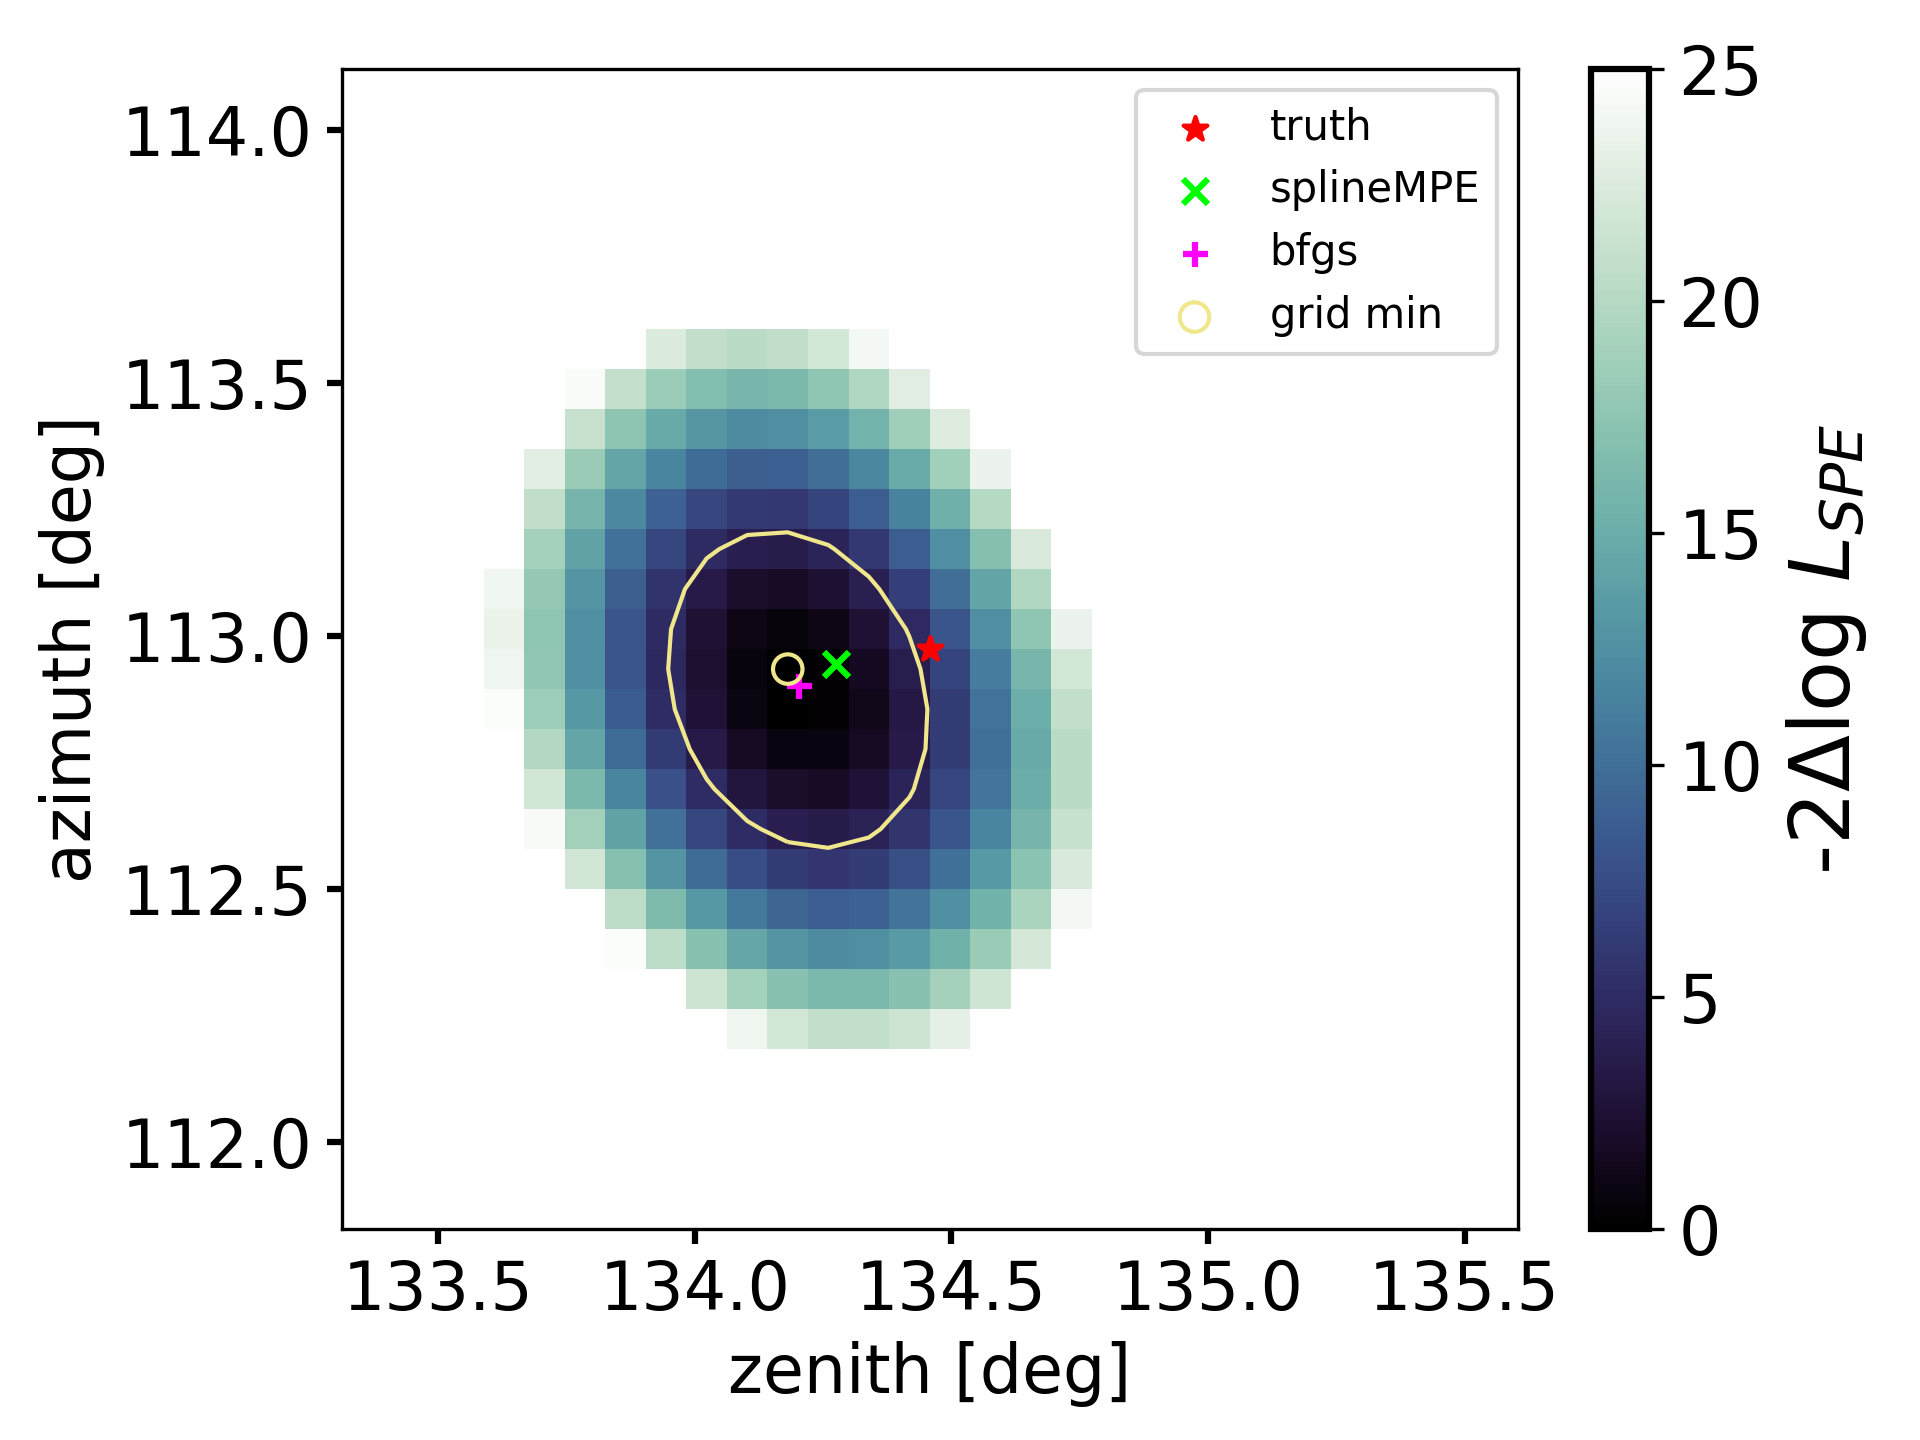 truth
splineMPE
bfgs
grid min
114.0
113.5
113.0
112.5
112.0
azimuth [deg]
133.5 134.0 134.5 135.0 135.5
zenith [deg]
25
20
15
10
5
0
-2Δlog L_SPE